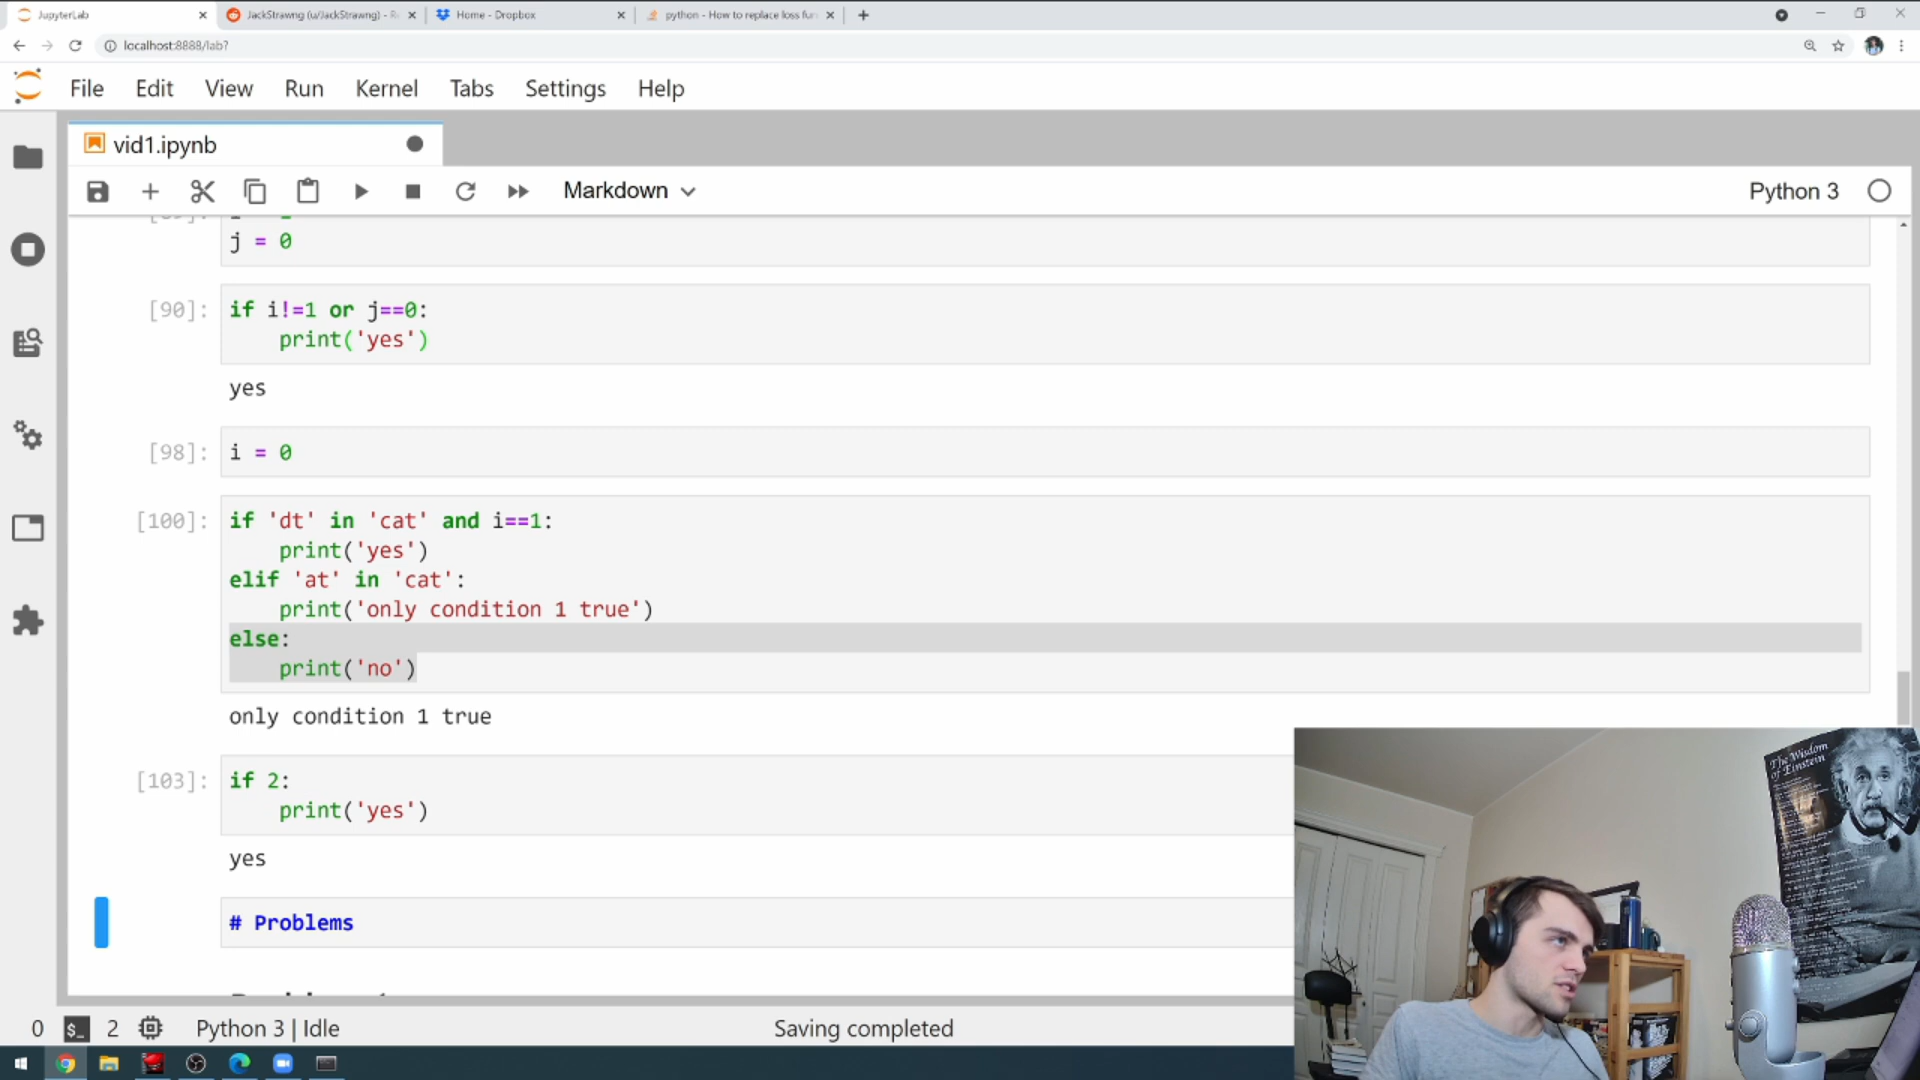 JupyterLab
JackStrawng (u/JackStrawng) - Re
Home - Dropbox
python - How to replace loss fun
localhost:8888/lab?
File Edit View Run Kernel Tabs Settings Help
vid1.ipynb
Markdown
Python 3
j = 0
[90]:
if i!=1 or j==0:
print('yes')
yes
[98]:
i = 0
[100]:
if 'dt' in 'cat' and i==1:
print('yes')
elif 'at' in 'cat':
print('only condition 1 true')
else:
print('no')
only condition 1 true
[103]:
if 2:
print('yes')
yes
# Problems
0
$_
2
Python 3 | Idle
Saving completed
The Wisdom
of Einstein